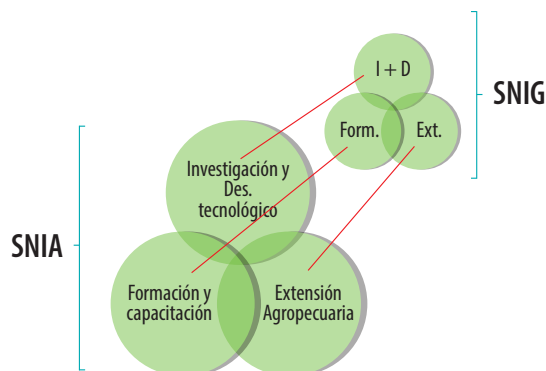 I + D
SNIG
Form.
Ext.
Investigación y
Des.
tecnológico
SNIA
Formación y
capacitación
Extensión
Agropecuaria